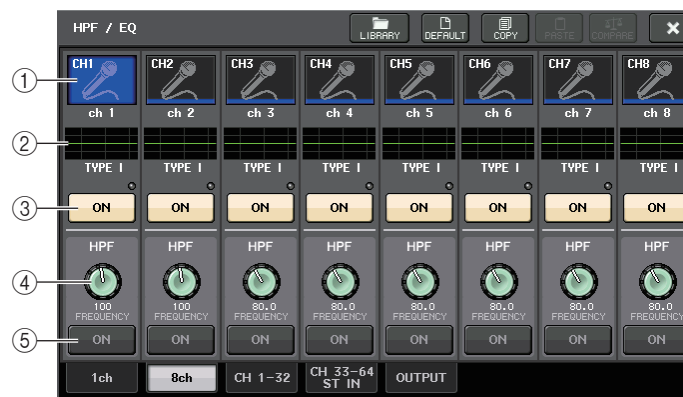 HPF / EQ LIBRARY DEFAULT COPY PASTE COMPARE
① CH1 CH2 CH3 CH4 CH5 CH6 CH7 CH8
ch 1 ch 2 ch 3 ch 4 ch 5 ch 6 ch 7 ch 8
②
TYPE I TYPE I TYPE I TYPE I TYPE I TYPE I TYPE I TYPE I
③ ON ON ON ON ON ON ON ON
HPF HPF HPF HPF HPF HPF HPF HPF
④
100 100 80.0 80.0 80.0 80.0 80.0 80.0
FREQUENCY FREQUENCY FREQUENCY FREQUENCY FREQUENCY FREQUENCY FREQUENCY FREQUENCY
⑤ ON ON ON ON ON ON ON ON
1ch 8ch CH 1-32 CH 33-64 OUTPUT
ST IN